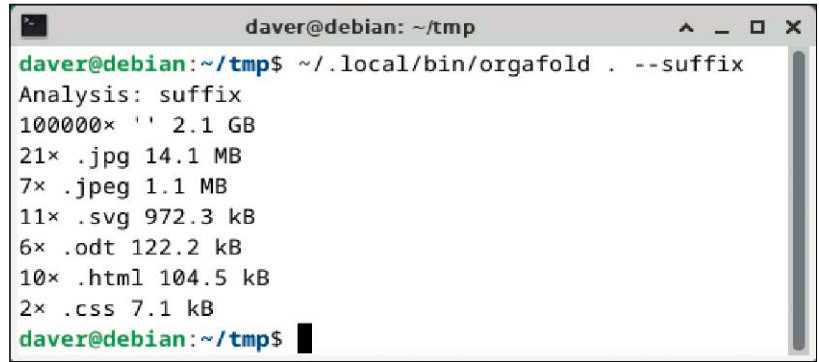 daver@debian: ~/tmp
daver@debian:~/tmp$ ~/.local/bin/orgafold . --suffix
Analysis: suffix
100000× '' 2.1 GB
21× .jpg 14.1 MB
7× .jpeg 1.1 MB
11× .svg 972.3 kB
6× .odt 122.2 kB
10× .html 104.5 kB
2× .css 7.1 kB
daver@debian:~/tmp$